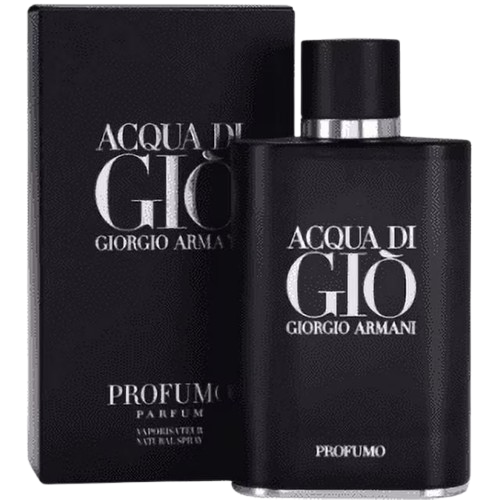 ACQUA DI
GIÒ
GIORGIO ARMA
PROFUMO
PARFUM
VAPORISATEUR
NATURAL SPRAY
ACQUA DI
GIÒ
GIORGIO ARMANI
PROFUMO